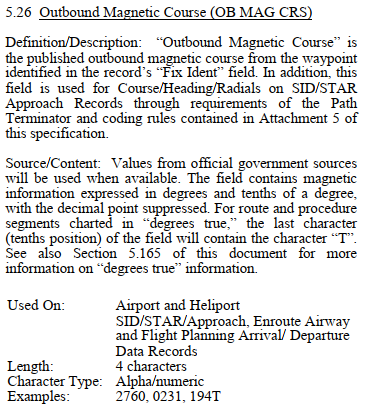 5.26 Outbound Magnetic Course (OB MAG CRS)
Definition/Description: “Outbound Magnetic Course” is
the published outbound magnetic course from the waypoint
identified in the record’s “Fix Ident” field. In addition, this
field is used for Course/Heading/Radials on SID/STAR
Approach Records through requirements of the Path
Terminator and coding rules contained in Attachment 5 of
this specification.
Source/Content: Values from official government sources
will be used when available. The field contains magnetic
information expressed in degrees and tenths of a degree,
with the decimal point suppressed. For route and procedure
segments charted in “degrees true,” the last character
(tenths position) of the field will contain the character “T”.
See also Section 5.165 of this document for more
information on “degrees true” information.
Used On: Airport and Heliport
SID/STAR/Approach, Enroute Airway
and Flight Planning Arrival/ Departure
Data Records
Length: 4 characters
Character Type: Alpha/numeric
Examples: 2760, 0231, 194T